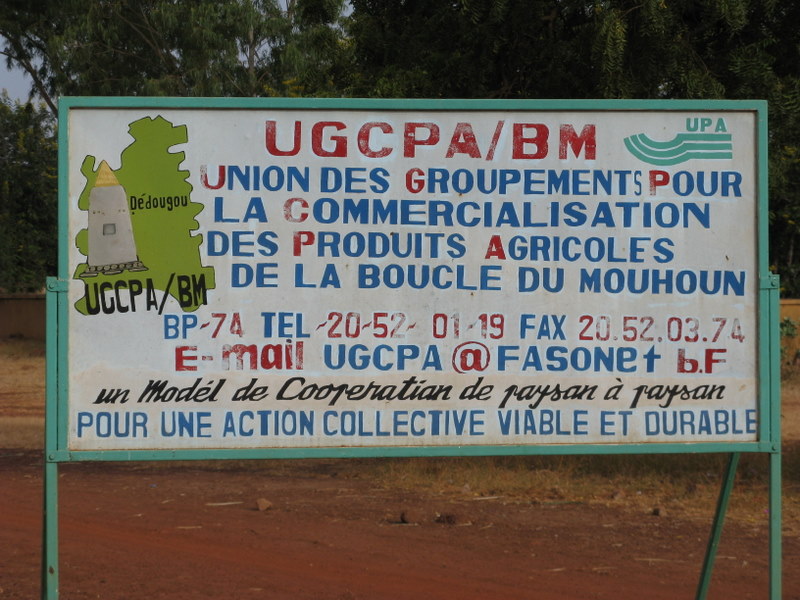 UGCPA/BM
UPA
UNION DES GROUPEMENTS POUR
LA COMMERCIALISATION
DES PRODUITS AGRICOLES
DE LA BOUCLE DU MOUHOUN
Dédougou
UGCPA/BM
BP-74 TEL-20-52-01-19 FAX 20.52.03.74
E-mail UGCPA@FASONEt b.F
un Modél de Cooperation de paysan à paysan
POUR UNE ACTION COLLECTIVE VIABLE ET DURABLE